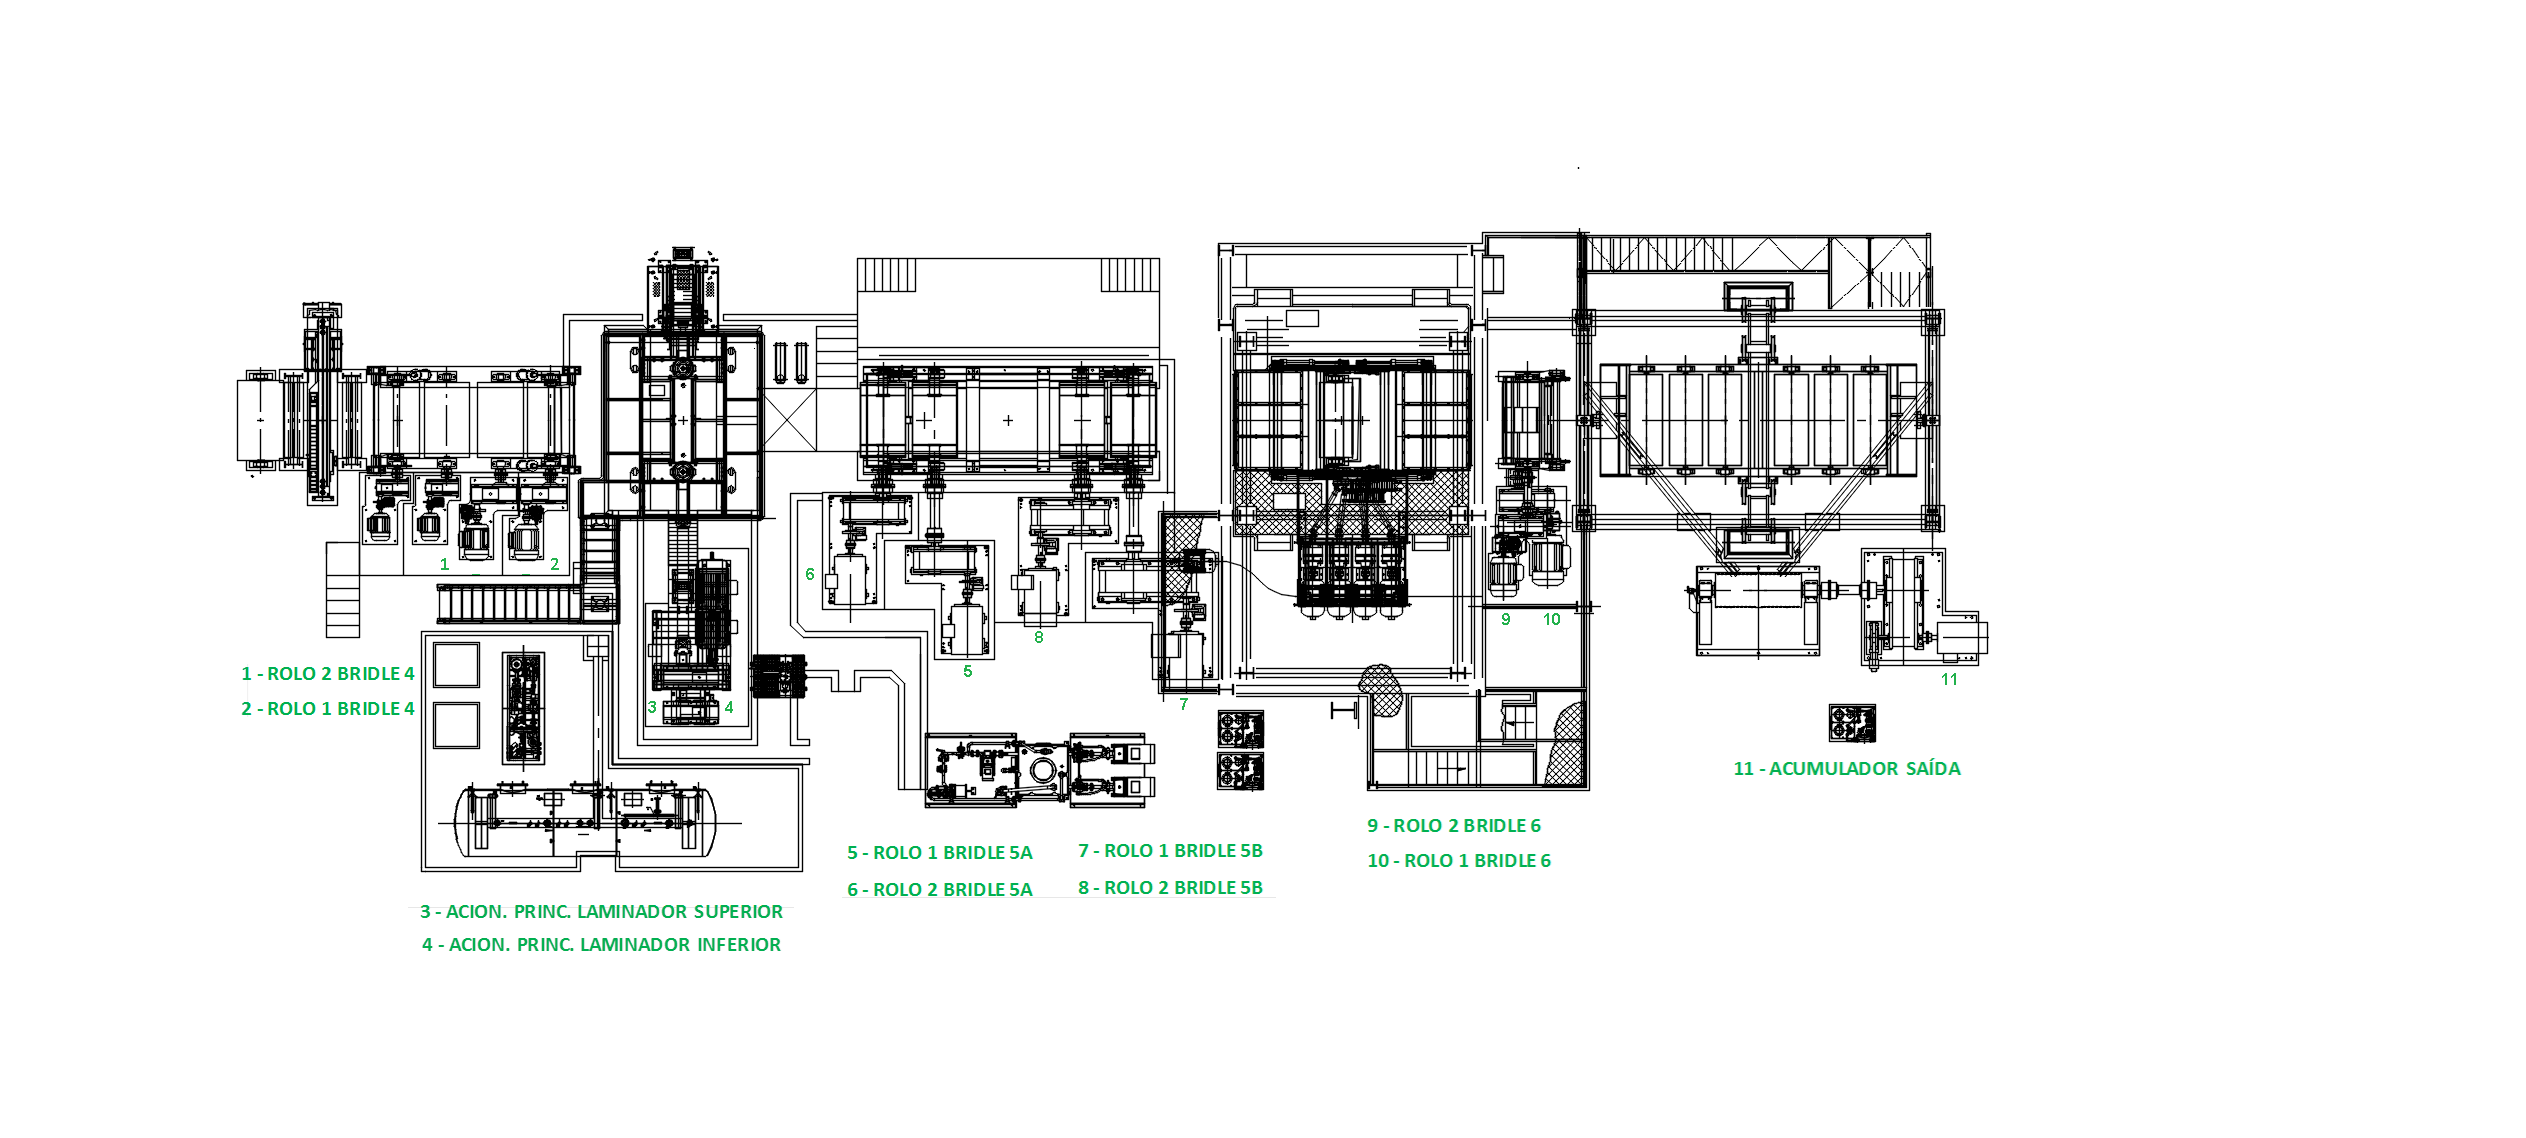 1
2
6
5
8
7
9
10
11
3
4
1 - ROLO 2 BRIDLE 4
2 - ROLO 1 BRIDLE 4
11 - ACUMULADOR SAÍDA
9 - ROLO 2 BRIDLE 6
10 - ROLO 1 BRIDLE 6
5 - ROLO 1 BRIDLE 5A
6 - ROLO 2 BRIDLE 5A
7 - ROLO 1 BRIDLE 5B
8 - ROLO 2 BRIDLE 5B
3 - ACION. PRINC. LAMINADOR SUPERIOR
4 - ACION. PRINC. LAMINADOR INFERIOR